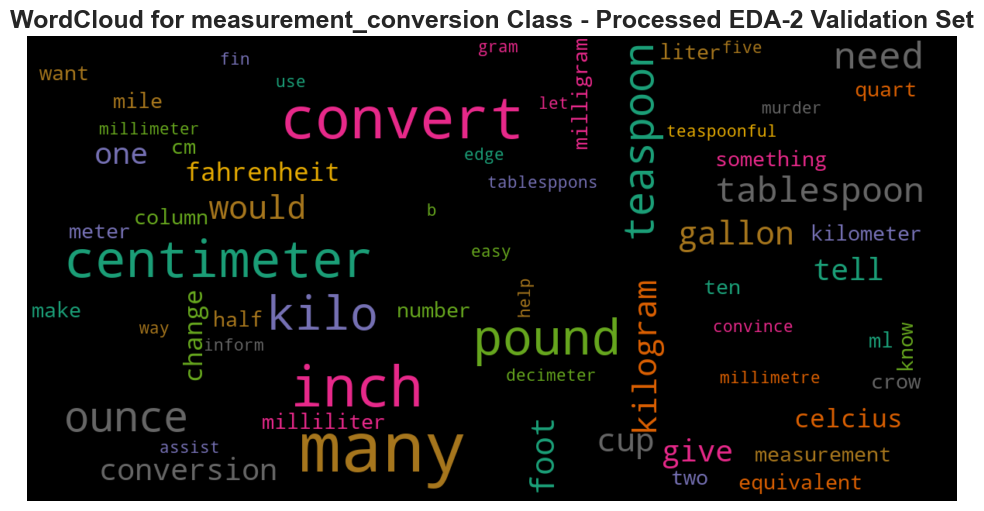 WordCloud for measurement_conversion Class - Processed EDA-2 Validation Set
gram
fin
want
use
convert
let
milligram
teaspoon
liter
five
need
mile
quart
murder
millimeter
teaspoonful
cm
one
edge
something
fahrenheit
tablesppons
tablespoon
would
b
column
meter
gallon
kilometer
centimeter
easy
tell
ten
make
change
kilo
help
number
half
way
inform
pound
kilogram
convince
ml
know
decimeter
millimetre
crow
inch
ounce
milliliter
celcius
many
foot
cup
assist
give
measurement
conversion
two
equivalent